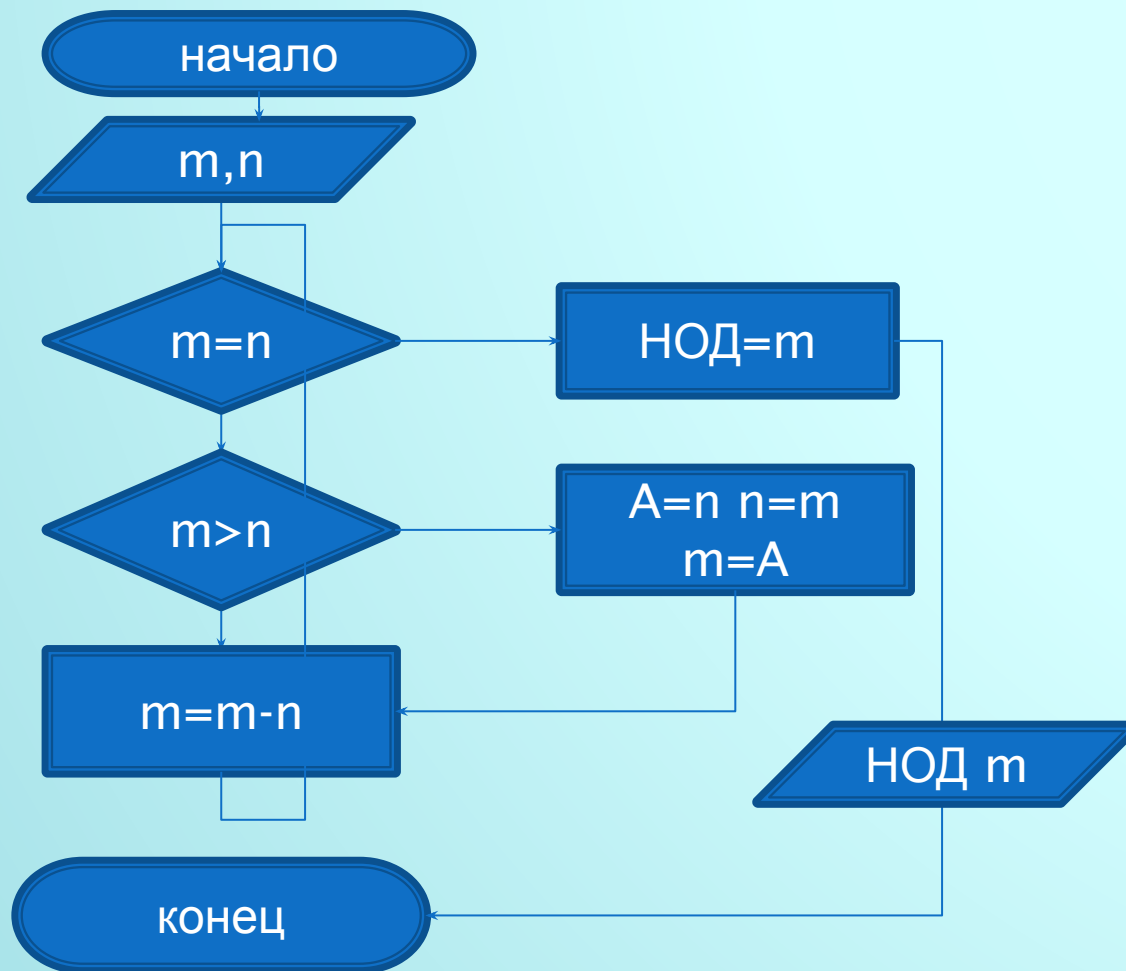 начало
m,n
m=n
НОД=m
m>n
A=n n=m
m=A
m=m-n
НОД m
конец